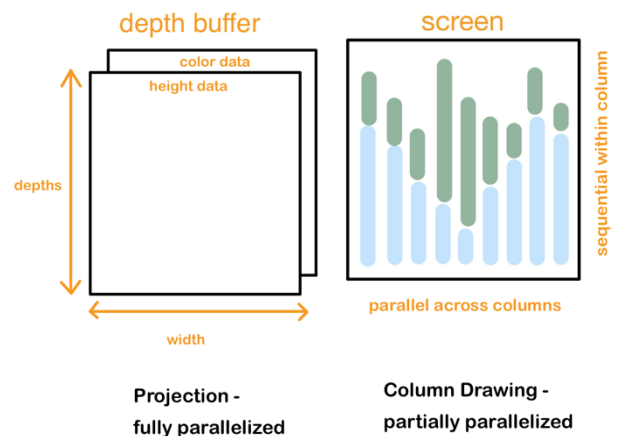 depth buffer
color data
height data
depths
width
Projection -
fully parallelized
screen
sequential within column
parallel across columns
Column Drawing -
partially parallelized